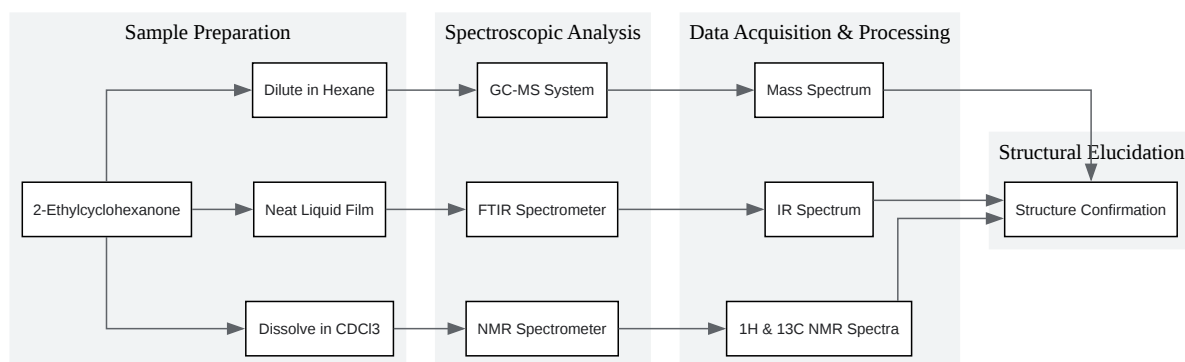 Sample Preparation
Spectroscopic Analysis
Data Acquisition & Processing
Dilute in Hexane
GC-MS System
Mass Spectrum
Structural Elucidation
2-Ethylcyclohexanone
Neat Liquid Film
FTIR Spectrometer
IR Spectrum
Structure Confirmation
Dissolve in CDCl3
NMR Spectrometer
1H & 13C NMR Spectra